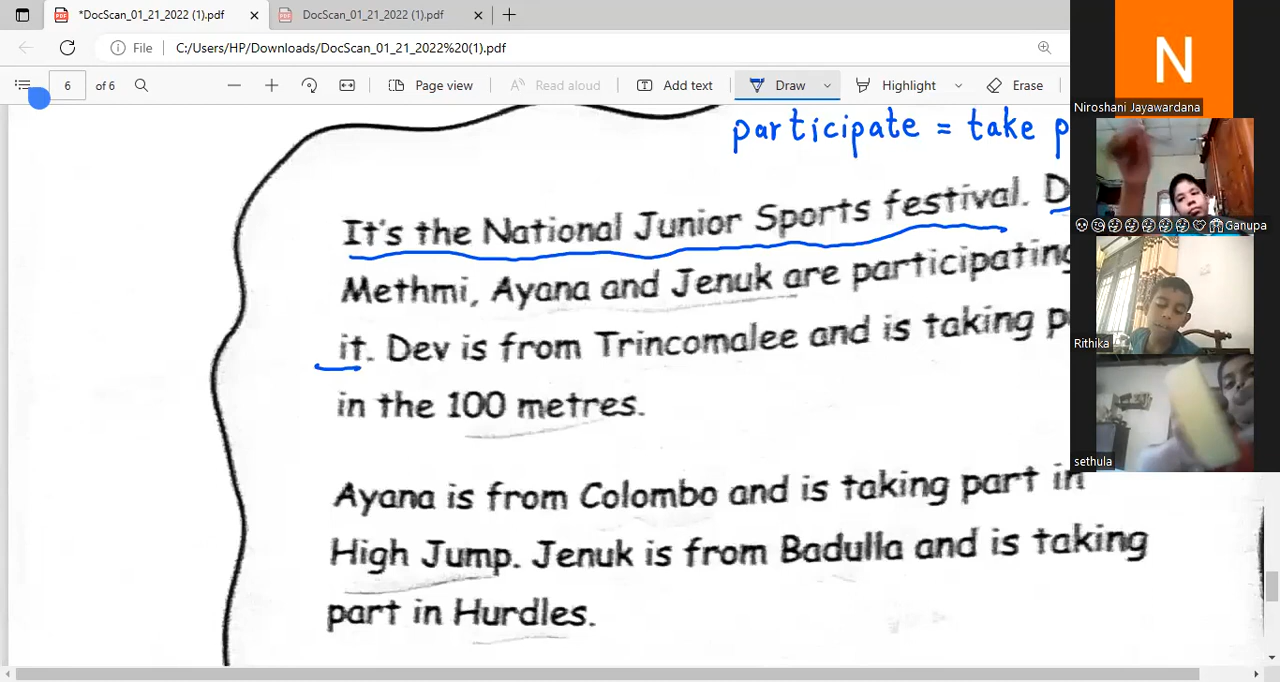 *DocScan_01_21_2022 (1).pdf
DocScan_01_21_2022 (1).pdf
File C:/Users/HP/Downloads/DocScan_01_21_2022%20(1).pdf
6 of 6
Page view
Read aloud
Add text
Draw
Highlight
Erase
participate = take
It's the National Junior Sports festival.
Methmi, Ayana and Jenuk are participating
it. Dev is from Trincomalee and is taking
in the 100 metres.
Ayana is from Colombo and is taking part in
High Jump. Jenuk is from Badulla and is taking
part in Hurdles.
N
Niroshani Jayawardana
Ganupa
Rithika
sethula